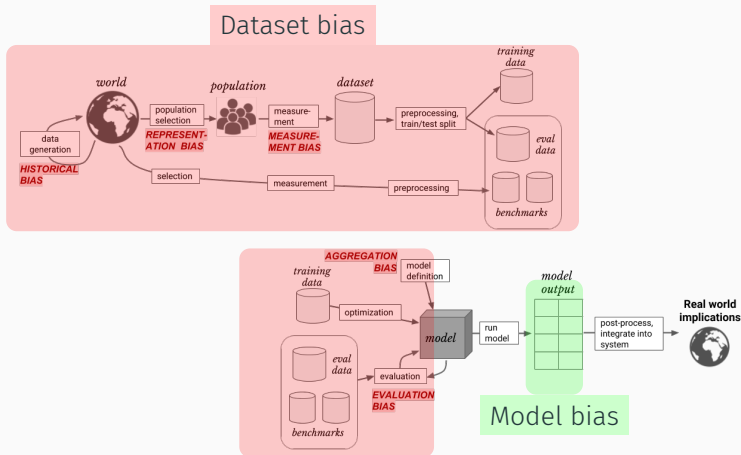 Dataset bias
training
data
world
population
dataset
population
selection
measure-
ment
preprocessing,
train/test split
data
generation
REPRESENT-
ATION BIAS
MEASURE-
MENT BIAS
eval
data
HISTORICAL
BIAS
selection
measurement
preprocessing
benchmarks
AGGREGATION
BIAS
model
definition
training
data
model
output
optimization
Real world
implications
model
run
model
post-process,
integrate into
system
eval
data
evaluation
EVALUATION
BIAS
benchmarks
Model bias